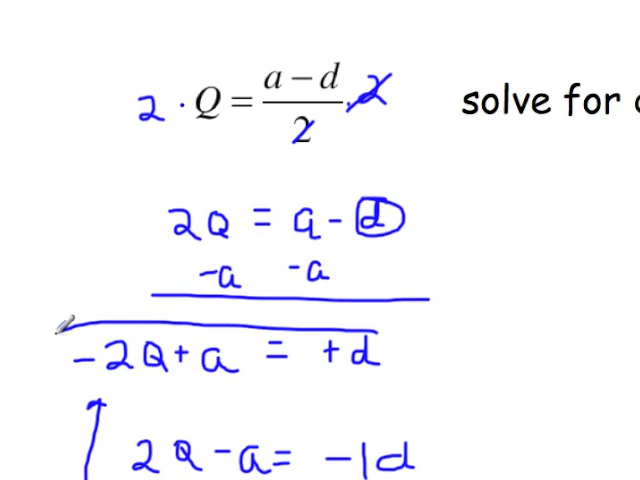 2 · Q = a − d / 2 · 2 solve for
2Q = a - d
-a -a
-2Q + a = + d
2Q - a = -1d